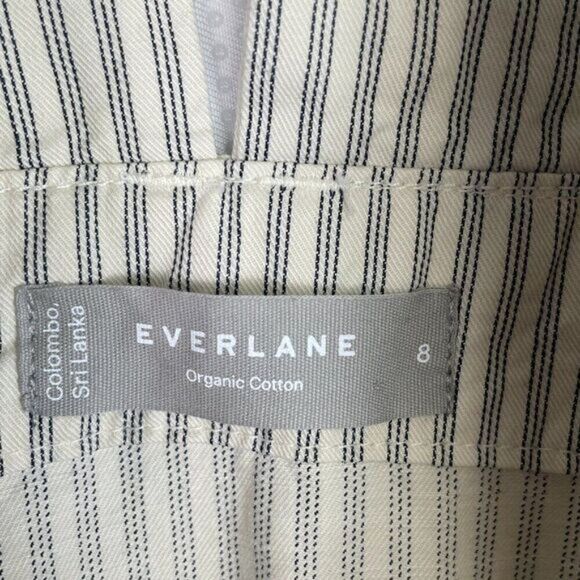 Colombo,
Sri Lanka
EVERLANE
Organic Cotton
8